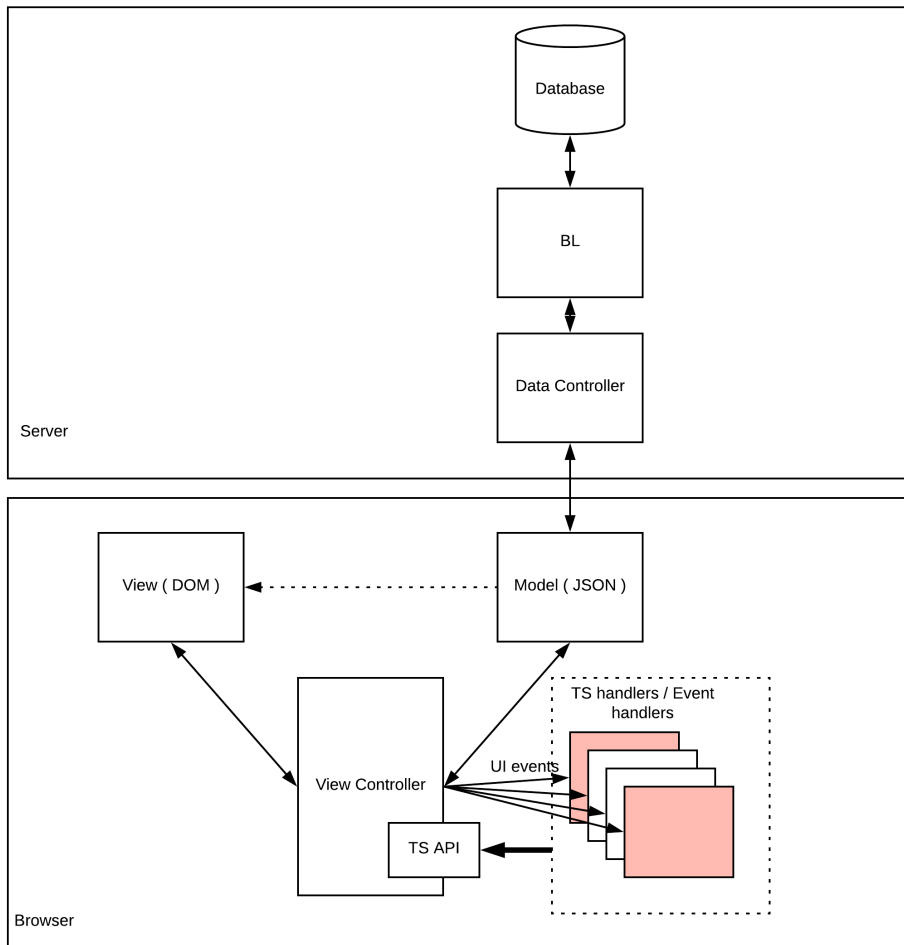 Database
BL
Data Controller
Server
View ( DOM )
Model ( JSON )
TS handlers / Event
handlers
UI events
View Controller
TS API
Browser